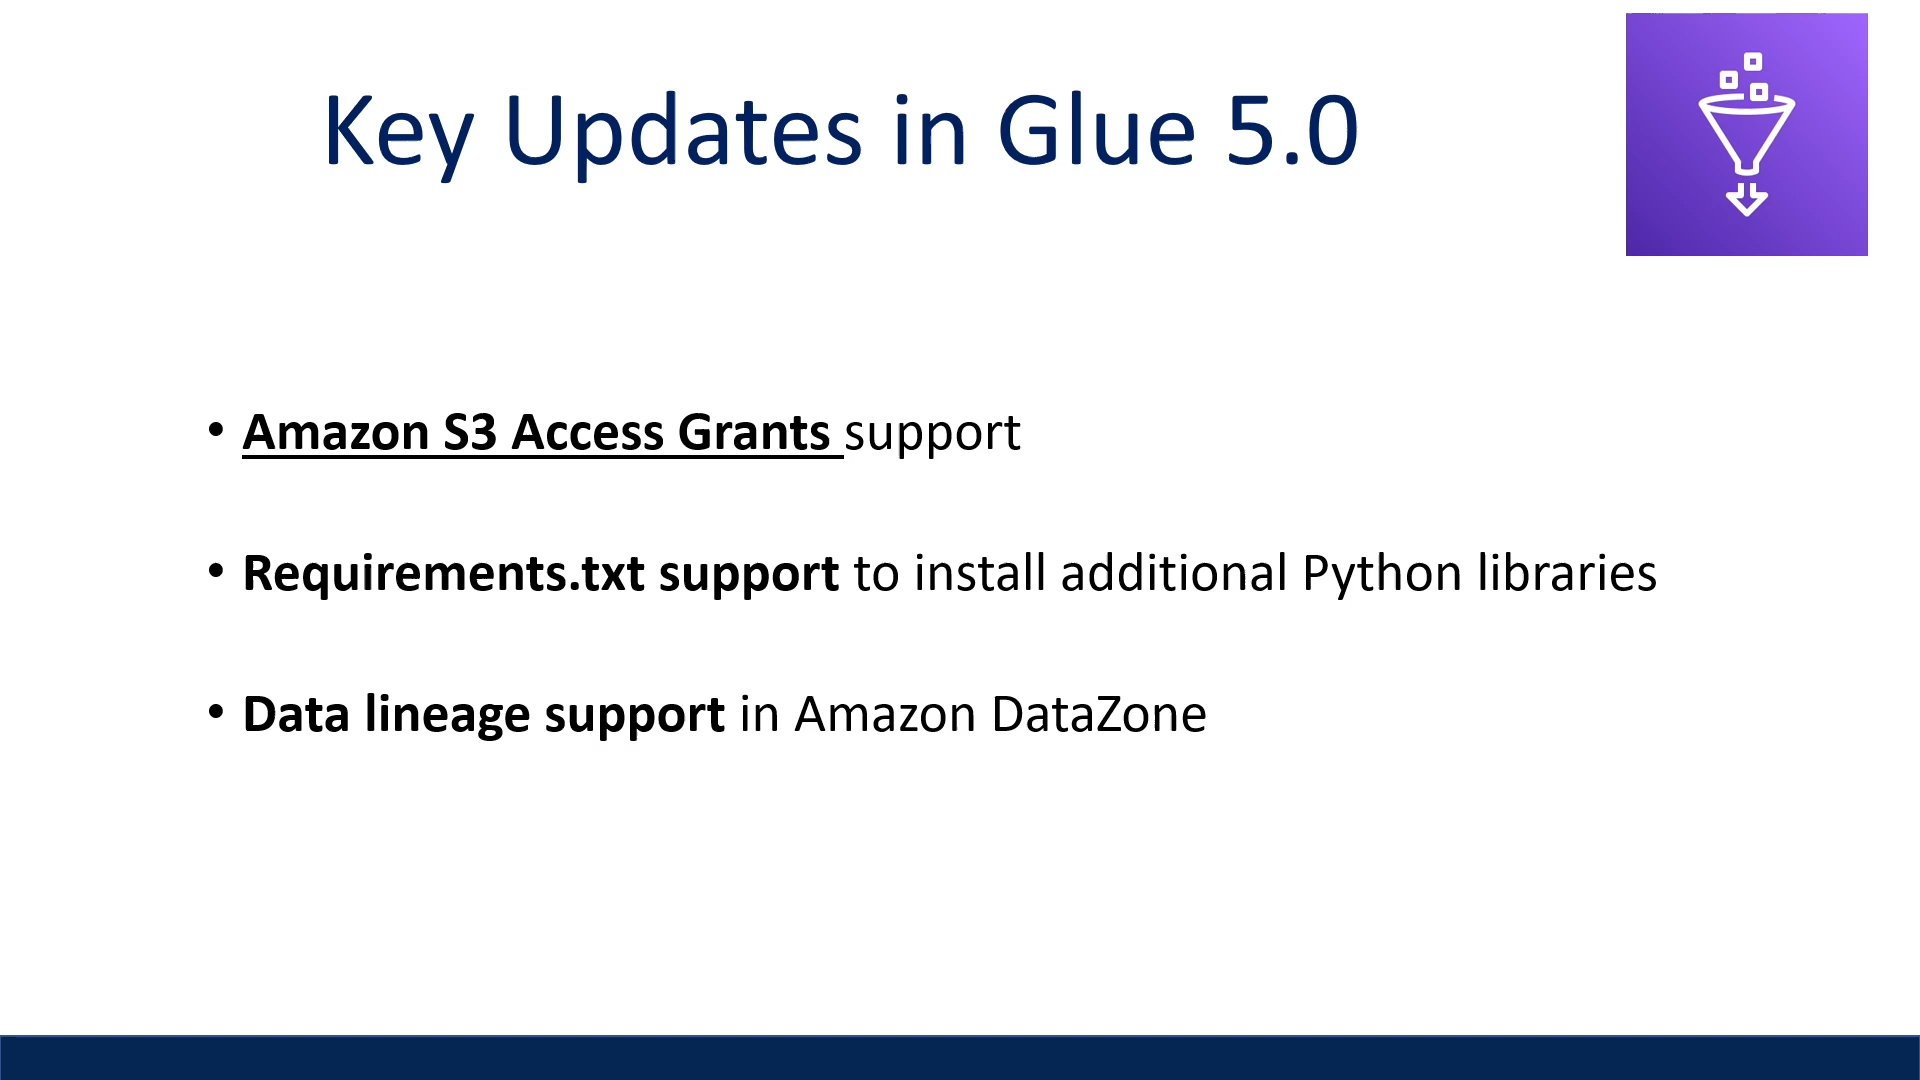 Key Updates in Glue 5.0
• Amazon S3 Access Grants support
• Requirements.txt support to install additional Python libraries
• Data lineage support in Amazon DataZone